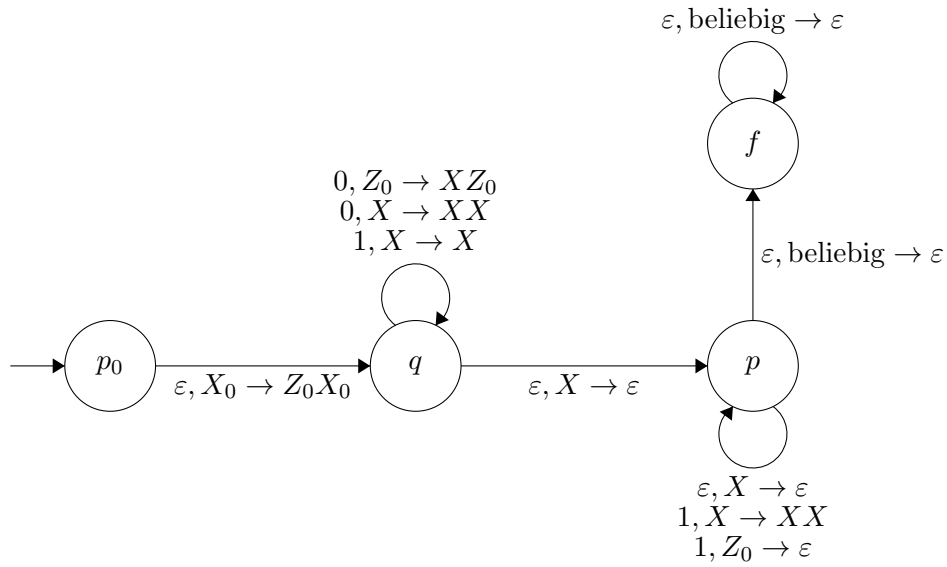 ε, beliebig → ε
f
0, Z₀ → XZ₀
0, X → XX
1, X → X
ε, beliebig → ε
p₀
q
p
ε, X₀ → Z₀X₀
ε, X → ε
ε, X → ε
1, X → XX
1, Z₀ → ε